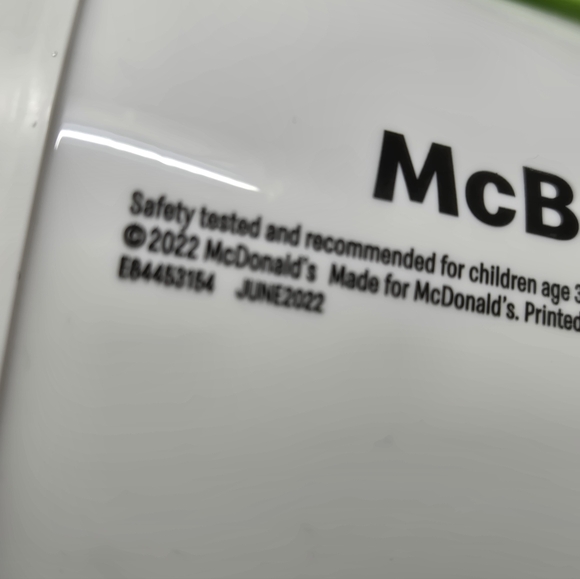 McB
Safety tested and recommended for children age 3
©2022 McDonald's Made for McDonald's. Printed
E84453154 JUNE2022